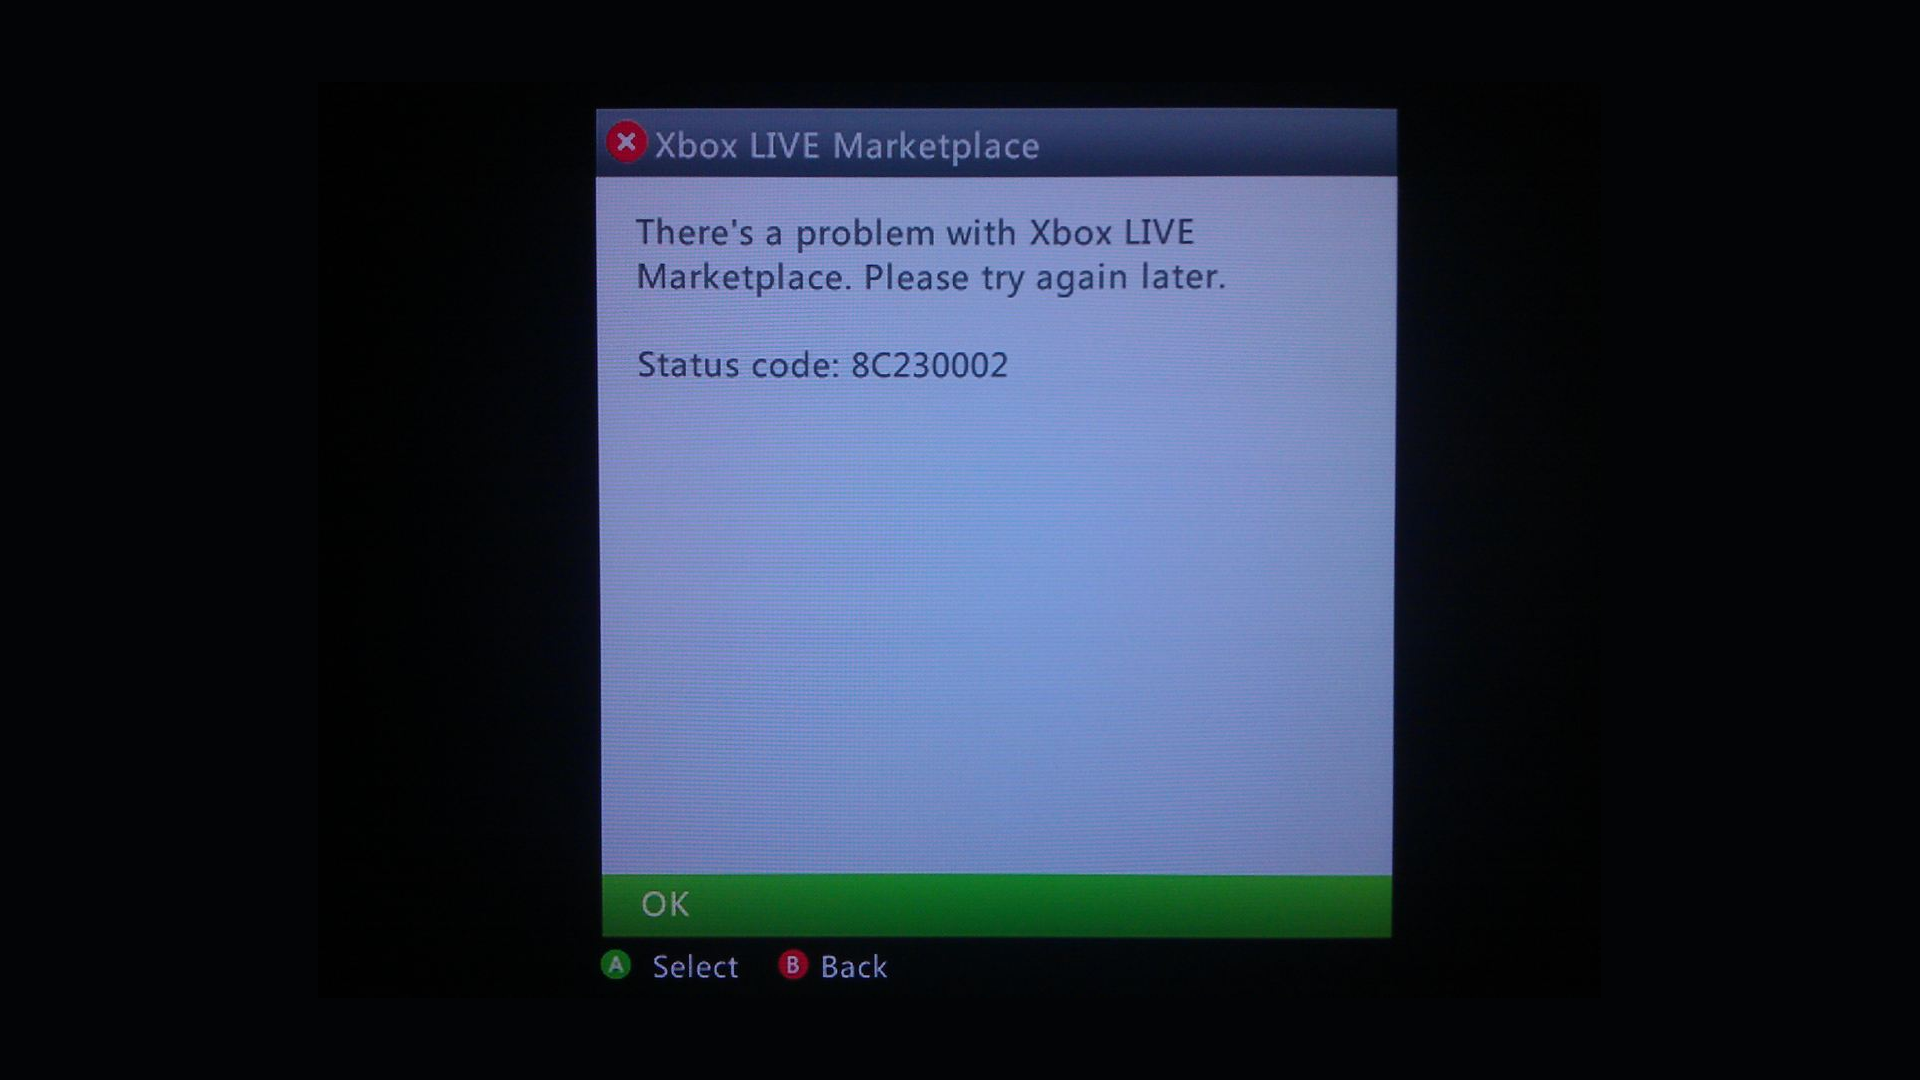 Xbox LIVE Marketplace
There's a problem with Xbox LIVE
Marketplace. Please try again later.
Status code: 8C230002
OK
A Select B Back